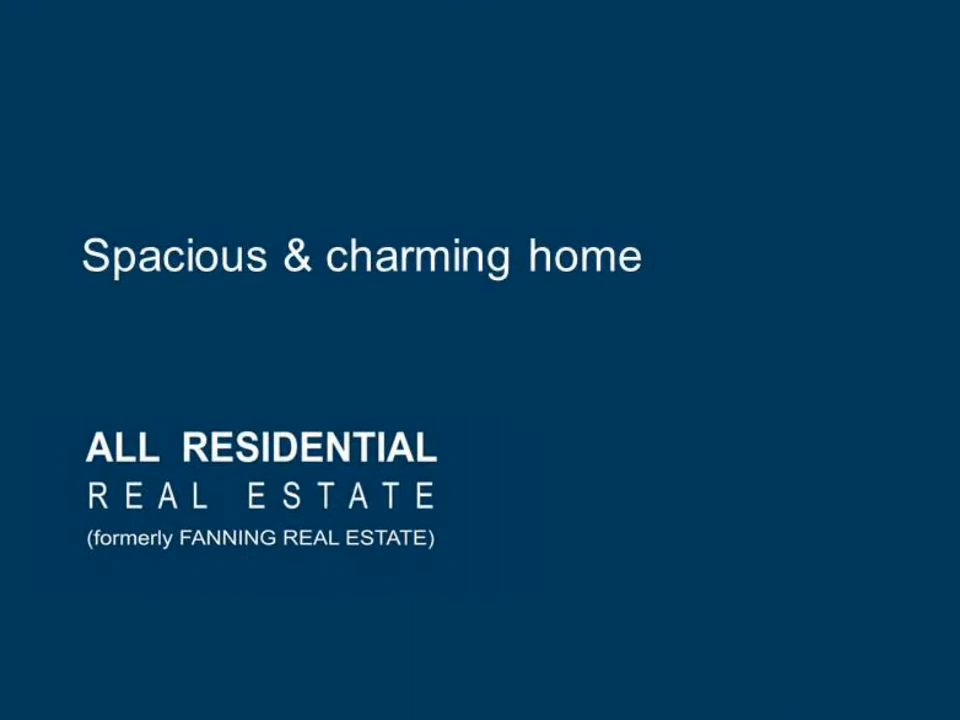 Spacious & charming home
ALL RESIDENTIAL
REAL ESTATE
(formerly FANNING REAL ESTATE)